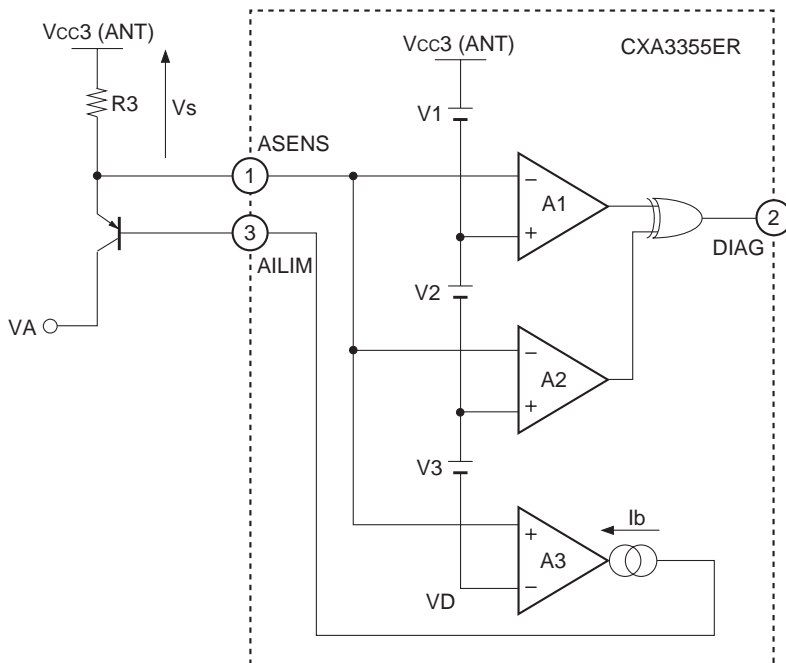 VCC3 (ANT)
VCC3 (ANT)
CXA3355ER
R3
Vs
V1
ASENS
1
−
A1
+
2
DIAG
3
AILIM
V2
VA
−
A2
+
V3
+
A3
−
Ib
VD